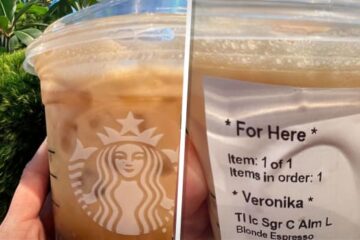 * For Here *
Item: 1 of 1
Items in order: 1
* Veronika *
Tl Ic Sgr C Alm L
Blonde Espresso